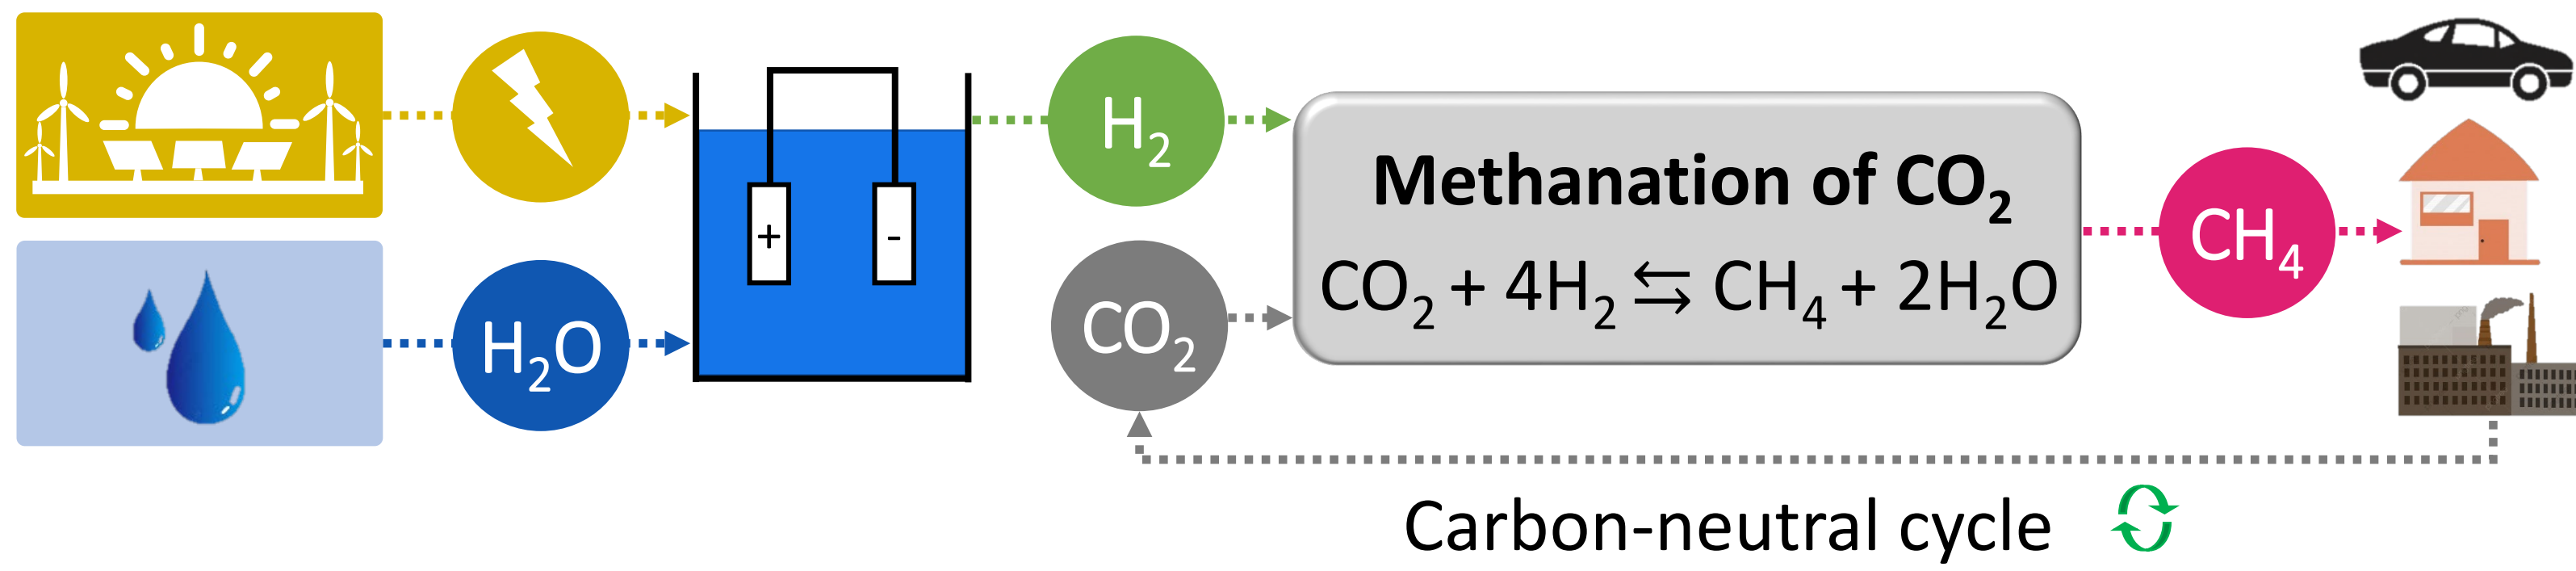 H₂O
+ -
H₂
CO₂
Methanation of CO₂
CO₂ + 4H₂ ⇆ CH₄ + 2H₂O
CH₄
Carbon-neutral cycle